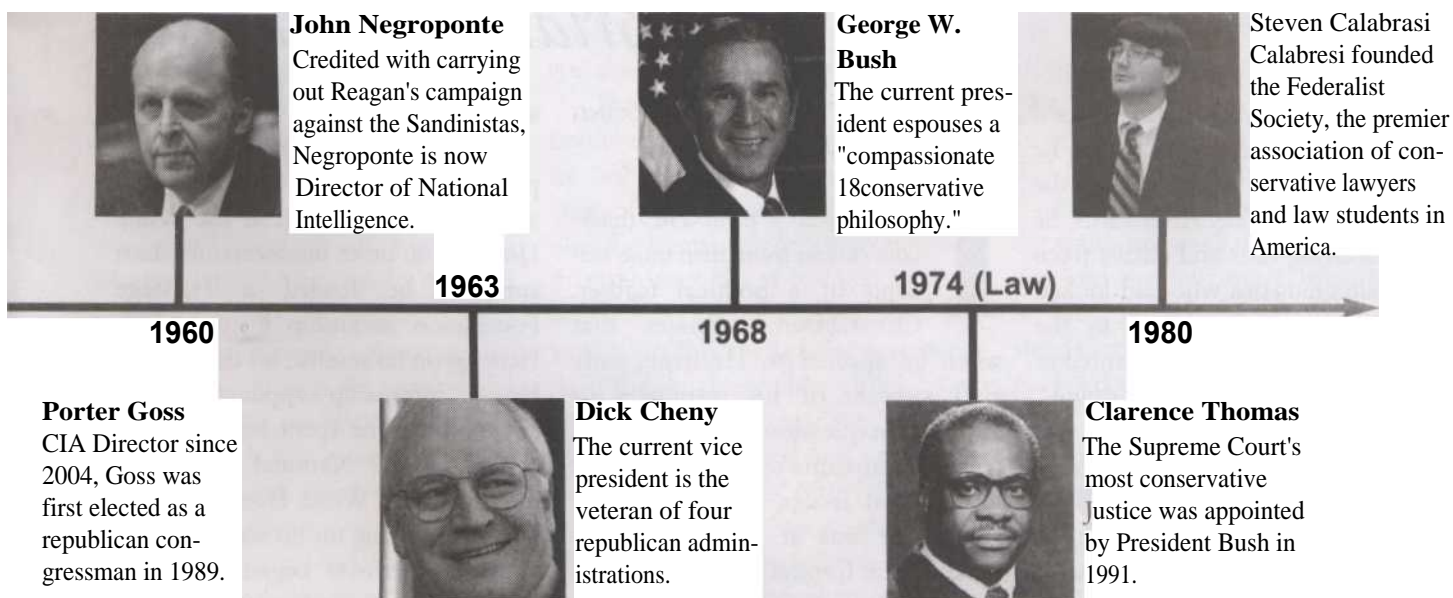 John Negroponte
Credited with carrying
out Reagan's campaign
against the Sandinistas,
Negroponte is now
Director of National
Intelligence.
George W.
Bush
The current pres-
ident espouses a
"compassionate
18conservative
philosophy."
Steven Calabrasi
Calabresi founded
the Federalist
Society, the premier
association of con-
servative lawyers
and law students in
America.
1963
1974 (Law)
1960
1968
1980
Porter Goss
CIA Director since
2004, Goss was
first elected as a
republican con-
gressman in 1989.
Dick Cheny
The current vice
president is the
veteran of four
republican admin-
istrations.
Clarence Thomas
The Supreme Court's
most conservative
Justice was appointed
by President Bush in
1991.